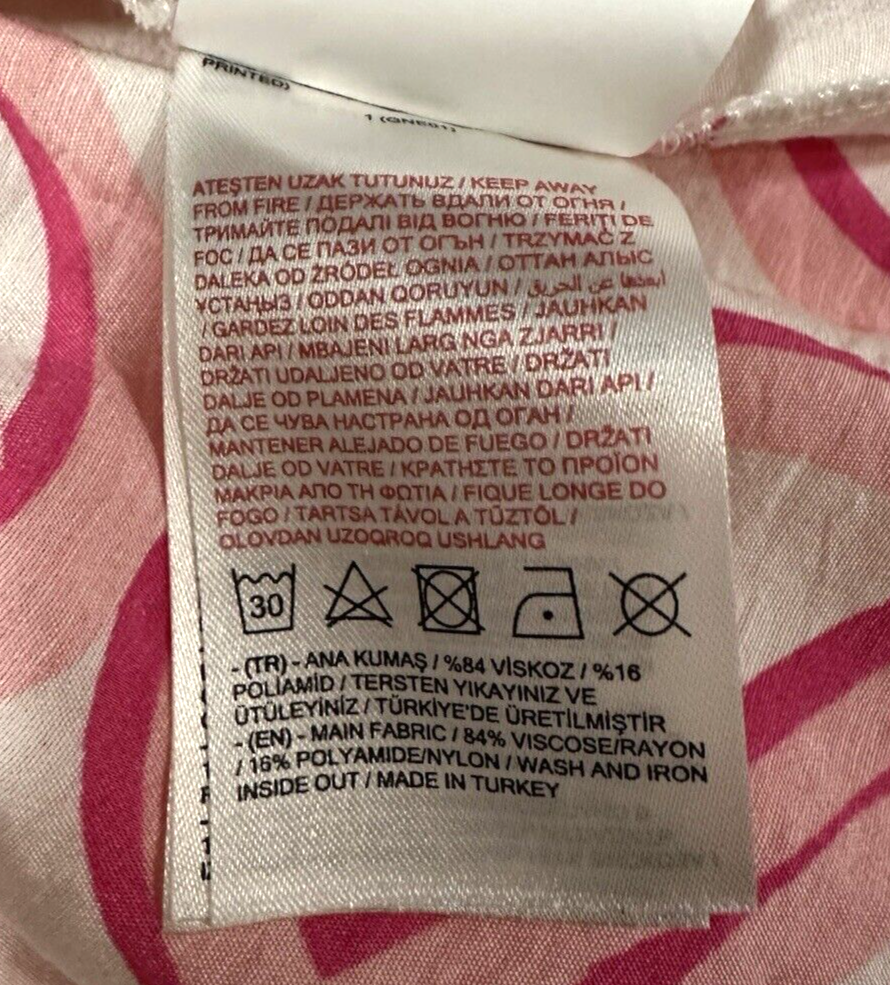 PRINTED)
1 (QNE01)
ATEŞTEN UZAK TUTUNUZ / KEEP AWAY
FROM FIRE / ДЕРЖАТЬ ВДАЛИ ОТ ОГНЯ /
ТРИМАЙТЕ ПОДАЛІ ВІД ВОГНЮ / FERIŢI DE
FOC / ДА СЕ ПАЗИ ОТ ОГЪН / TRZYMAĆ Z
DALEKA OD ŹRÓDEŁ OGNIA / ОТТАН АЛЫС
ҰСТАҢЫЗ / ODDAN QORUYUN / أبعدها عن الحريق
/ GARDEZ LOIN DES FLAMMES / JAUHKAN
DARI API / MBAJENI LARG NGA ZJARRI /
DRŽATI UDALJENO OD VATRE / DRŽATI
DALJE OD PLAMENA / JAUHKAN DARI API /
ДА СЕ ЧУВА НАСТРАНА ОД ОГАН /
MANTENER ALEJADO DE FUEGO / DRŽATI
DALJE OD VATRE / ΚΡΑΤΗΣΤΕ ΤΟ ΠΡΟΪΟΝ
ΜΑΚΡΙΑ ΑΠΟ ΤΗ ΦΩΤΙΑ / FIQUE LONGE DO
FOGO / TARTSA TÁVOL A TŰZTŐL /
OLOVDAN UZOQROQ USHLANG
30
- (TR) - ANA KUMAŞ / %84 VİSKOZ / %16
POLİAMİD / TERSTEN YIKAYINIZ VE
ÜTÜLEYİNİZ / TÜRKİYE'DE ÜRETİLMİŞTİR
- (EN) - MAIN FABRIC / 84% VISCOSE/RAYON
/ 16% POLYAMIDE/NYLON / WASH AND IRON
INSIDE OUT / MADE IN TURKEY